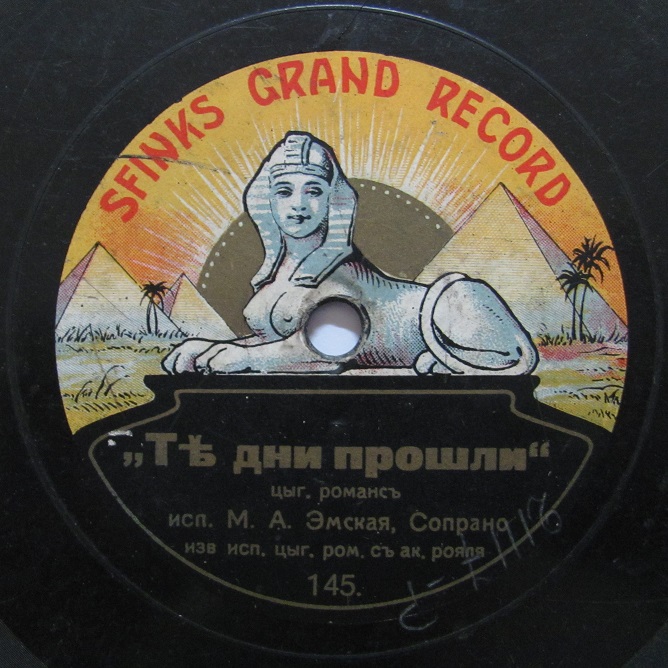 SFINKS GRAND RECORD
„Тѣ дни прошли“
цыг. романсъ
исп. М. А. Эмская, Сопрано
изв исп. цыг. ром. съ ак. рояля
145.